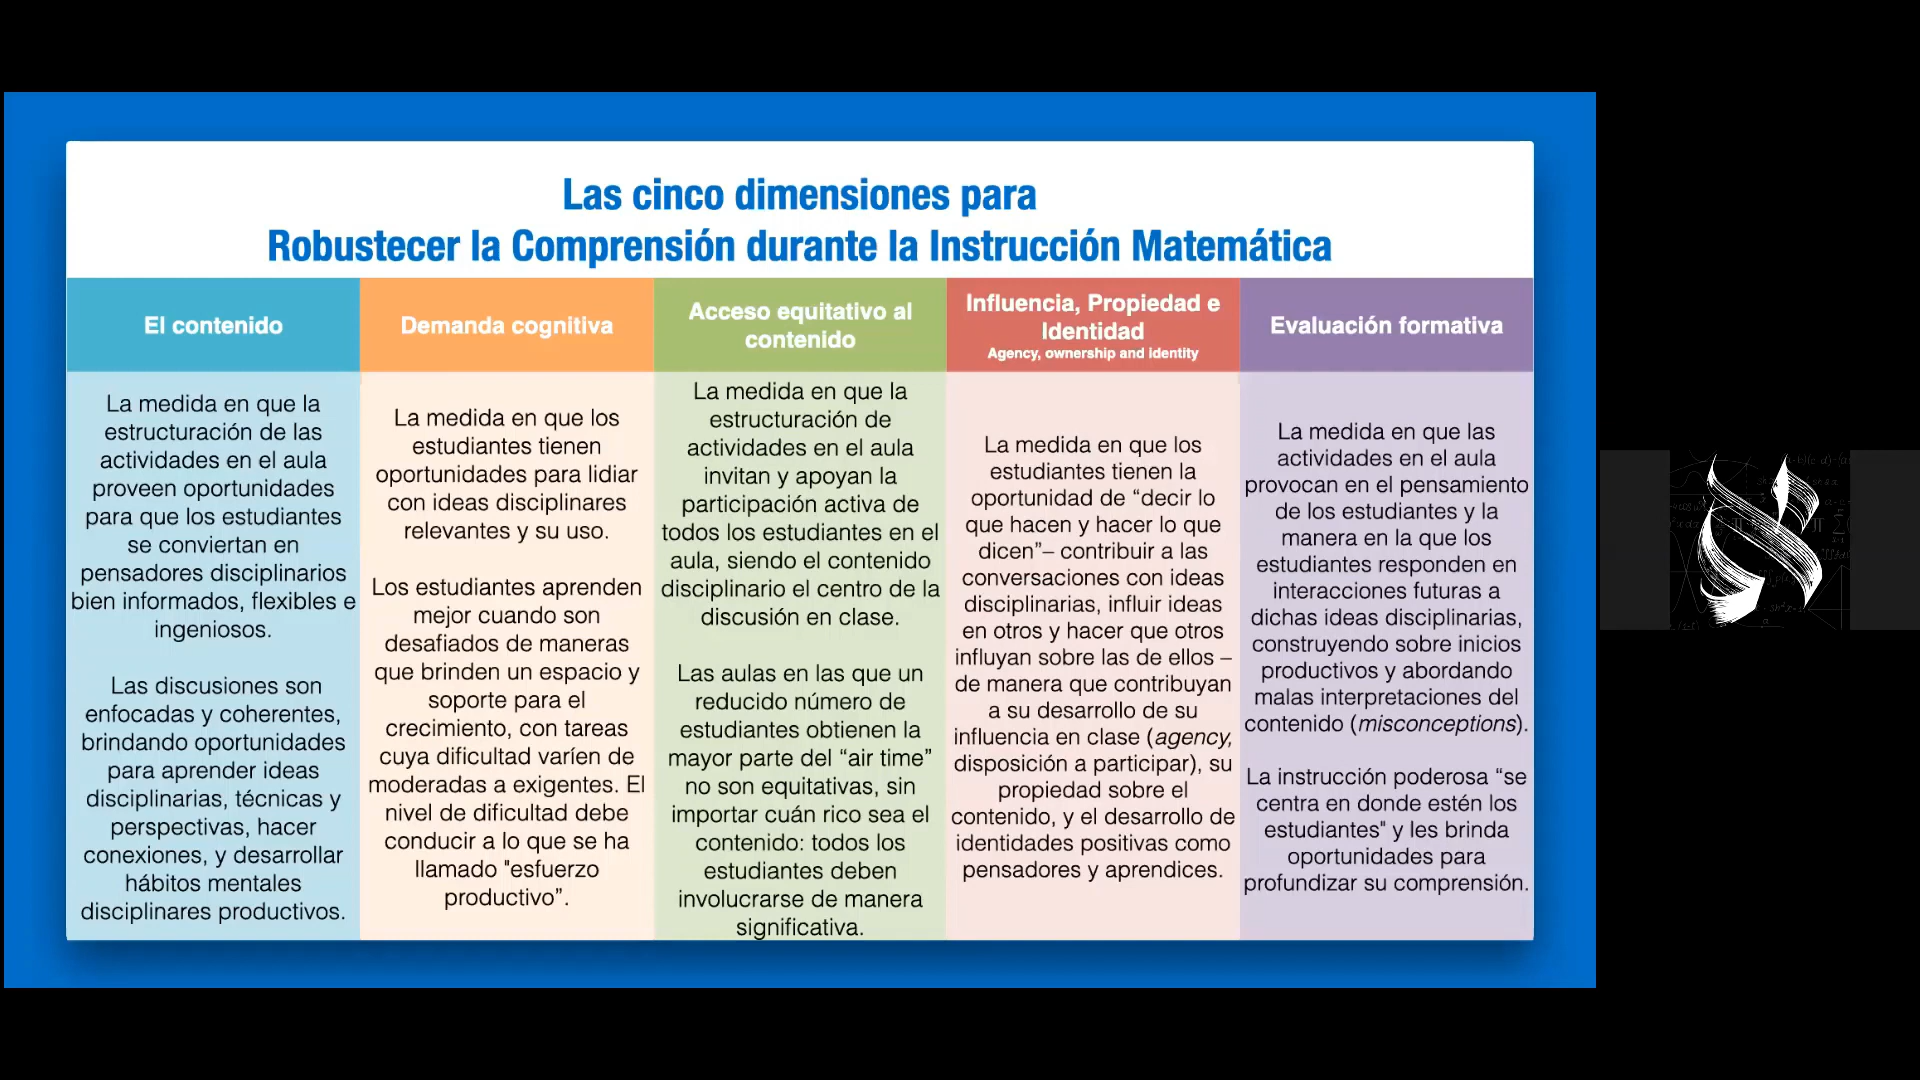 Las cinco dimensiones para
Robustecer la Comprensión durante la Instrucción Matemática
El contenido
La medida en que la
estructuración de las
actividades en el aula
proveen oportunidades
para que los estudiantes
se conviertan en
pensadores disciplinarios
bien informados, flexibles e
ingeniosos.
Las discusiones son
enfocadas y coherentes,
brindando oportunidades
para aprender ideas
disciplinarias, técnicas y
perspectivas, hacer
conexiones, y desarrollar
hábitos mentales
disciplinares productivos.
Demanda cognitiva
La medida en que los
estudiantes tienen
oportunidades para lidiar
con ideas disciplinares
relevantes y su uso.
Los estudiantes aprenden
mejor cuando son
desafiados de maneras
que brinden un espacio y
soporte para el
crecimiento, con tareas
cuya dificultad varíen de
moderadas a exigentes. El
nivel de dificultad debe
conducir a lo que se ha
llamado "esfuerzo
productivo”.
Acceso equitativo al
contenido
La medida en que la
estructuración de
actividades en el aula
invitan y apoyan la
participación activa de
todos los estudiantes en el
aula, siendo el contenido
disciplinario el centro de la
discusión en clase.
Las aulas en las que un
reducido número de
estudiantes obtienen la
mayor parte del “air time”
no son equitativas, sin
importar cuán rico sea el
contenido: todos los
estudiantes deben
involucrarse de manera
significativa.
Influencia, Propiedad e
Identidad
Agency, ownership and identity
La medida en que los
estudiantes tienen la
oportunidad de “decir lo
que hacen y hacer lo que
dicen”– contribuir a las
conversaciones con ideas
disciplinarias, influir ideas
en otros y hacer que otros
influyan sobre las de ellos –
de manera que contribuyan
a su desarrollo de su
influencia en clase (agency,
disposición a participar), su
propiedad sobre el
contenido, y el desarrollo de
identidades positivas como
pensadores y aprendices.
Evaluación formativa
La medida en que las
actividades en el aula
provocan en el pensamiento
de los estudiantes y la
manera en la que los
estudiantes responden en
interacciones futuras a
dichas ideas disciplinarias,
construyendo sobre inicios
productivos y abordando
malas interpretaciones del
contenido (misconceptions).
La instrucción poderosa “se
centra en donde estén los
estudiantes" y les brinda
oportunidades para
profundizar su comprensión.